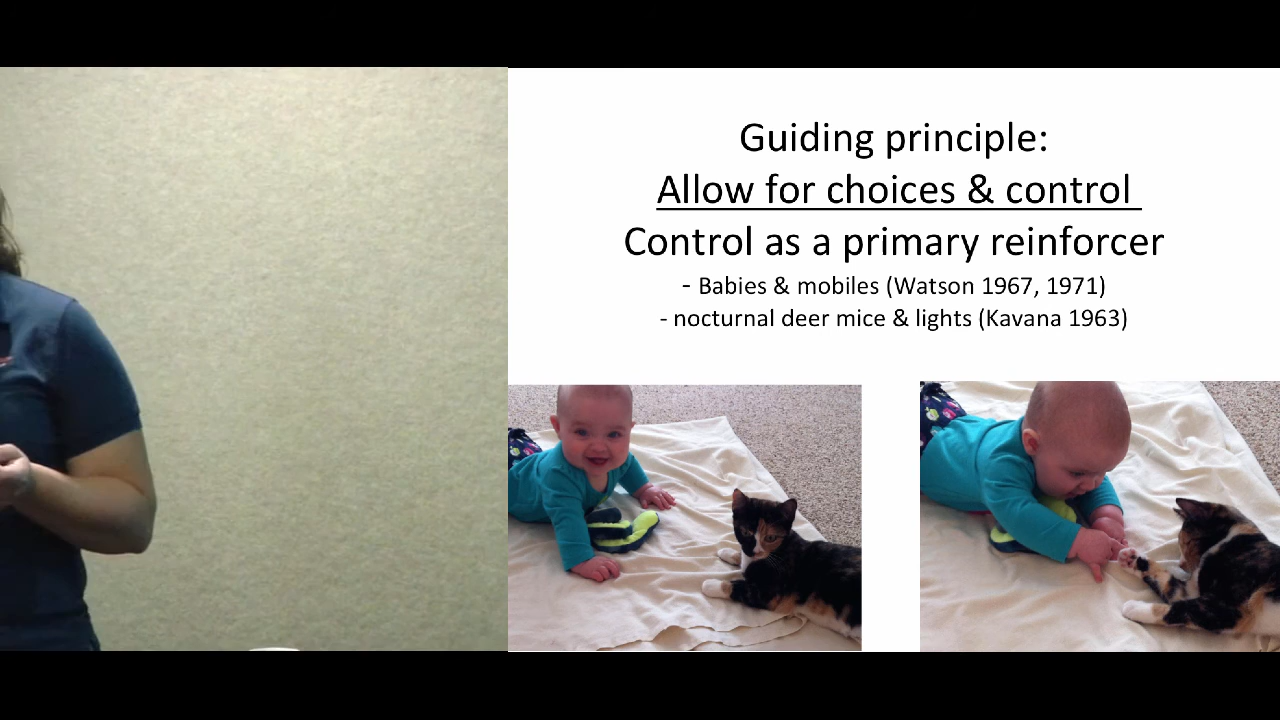 Guiding principle:
Allow for choices & control
Control as a primary reinforcer
- Babies & mobiles (Watson 1967, 1971)
- nocturnal deer mice & lights (Kavana 1963)